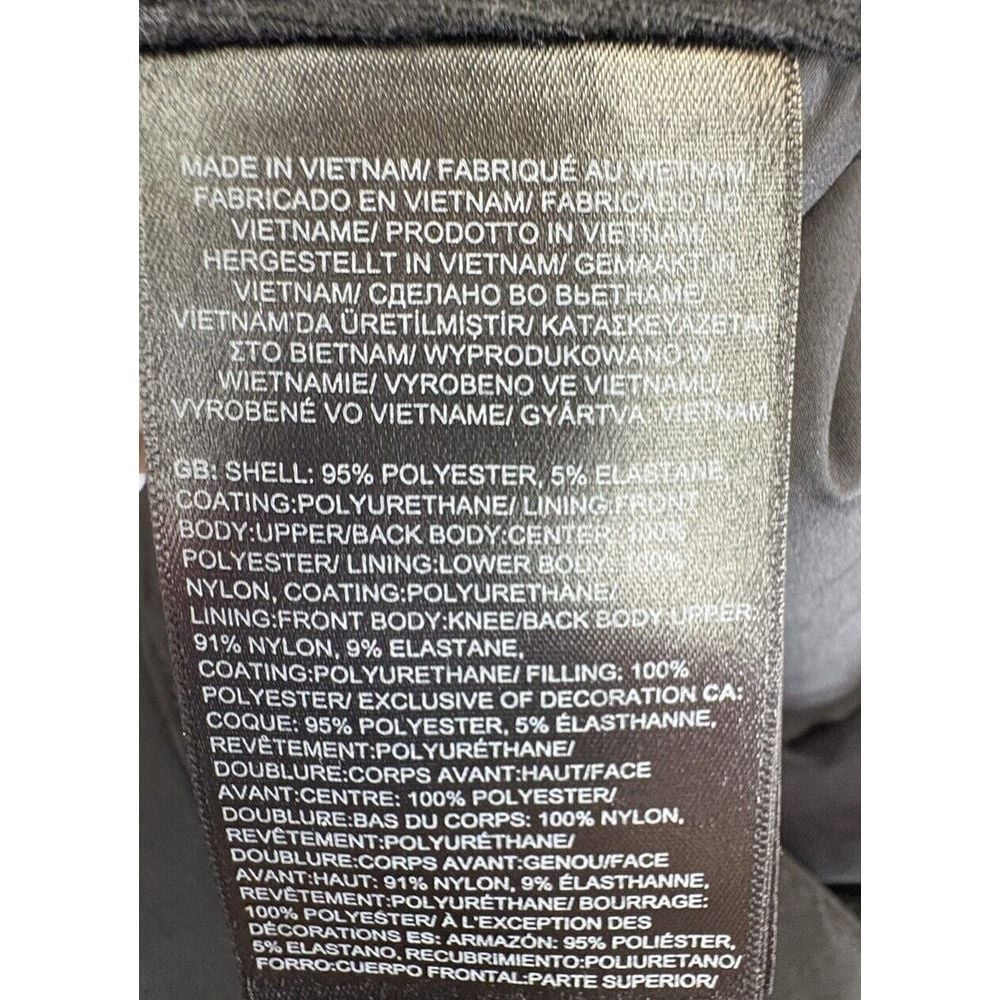 MADE IN VIETNAM/ FABRIQUÉ AU VIETNAM/
FABRICADO EN VIETNAM/ FABRICADO NO
VIETNAME/ PRODOTTO IN VIETNAM/
HERGESTELLT IN VIETNAM/ GEMAAKT IN
VIETNAM/ СДЕЛАНО ВО ВЬЕТНАМЕ/
VIETNAM'DA ÜRETİLMİŞTİR/ ΚΑΤΑΣΚΕΥΑΖΕΤΑΙ
ΣΤΟ ΒΙΕΤΝΑΜ/ WYPRODUKOWANO W
WIETNAMIE/ VYROBENO VE VIETNAMU/
VYROBENÉ VO VIETNAME/ GYÁRTVA, VIETNAM
GB: SHELL: 95% POLYESTER, 5% ELASTANE,
COATING:POLYURETHANE/ LINING:FRONT
BODY:UPPER/BACK BODY:CENTER: 100%
POLYESTER/ LINING:LOWER BODY: 100%
NYLON, COATING:POLYURETHANE/
LINING:FRONT BODY:KNEE/BACK BODY:UPPER:
91% NYLON, 9% ELASTANE,
COATING:POLYURETHANE/ FILLING: 100%
POLYESTER/ EXCLUSIVE OF DECORATION CA:
COQUE: 95% POLYESTER, 5% ÉLASTHANNE,
REVÊTEMENT:POLYURÉTHANE/
DOUBLURE:CORPS AVANT:HAUT/FACE
AVANT:CENTRE: 100% POLYESTER/
DOUBLURE:BAS DU CORPS: 100% NYLON,
REVÊTEMENT:POLYURÉTHANE/
DOUBLURE:CORPS AVANT:GENOU/FACE
AVANT:HAUT: 91% NYLON, 9% ÉLASTHANNE,
REVÊTEMENT:POLYURÉTHANE/ BOURRAGE:
100% POLYESTER/ À L'EXCEPTION DES
DÉCORATIONS ES: ARMAZÓN: 95% POLIÉSTER,
5% ELASTANO, RECUBRIMIENTO:POLIURETANO/
FORRO:CUERPO FRONTAL:PARTE SUPERIOR/